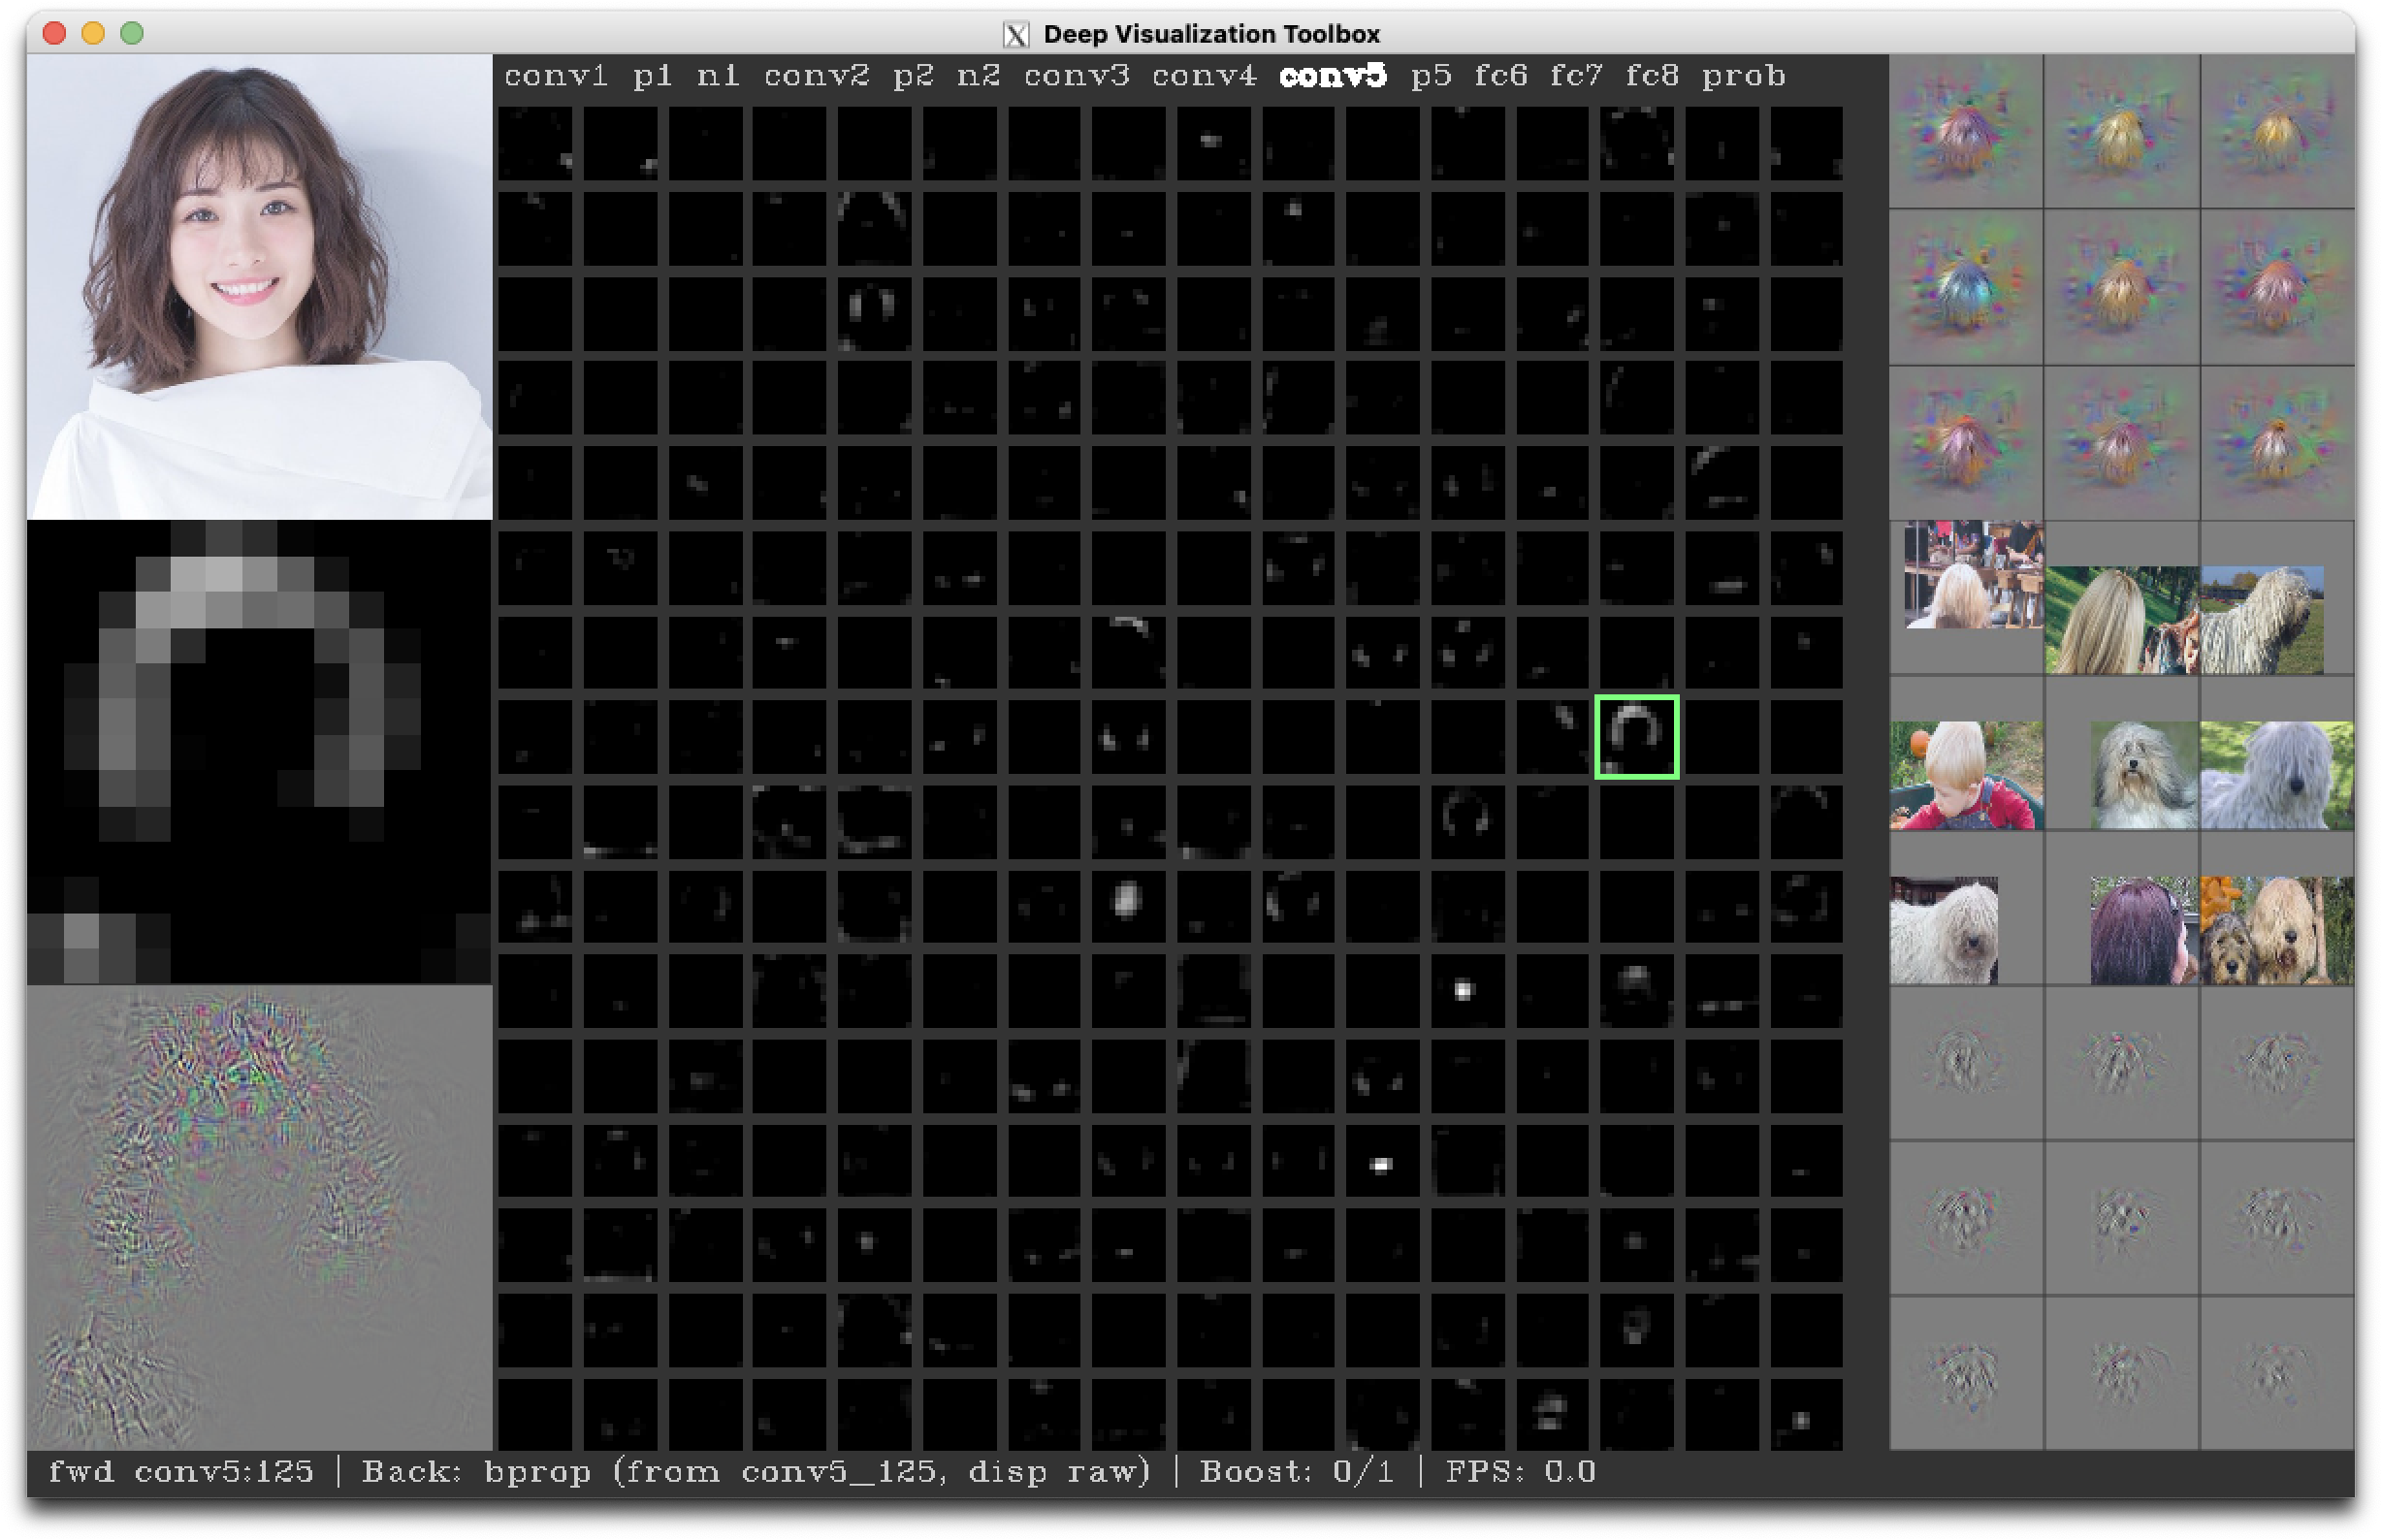 Deep Visualization Toolbox
conv1 p1 n1 conv2 p2 n2 conv3 conv4 conv5 p5 fc6 fc7 fc8 prob
fwd conv5:125 | Back: bprop (from conv5_125, disp raw) | Boost: 0/1 | FPS: 0.0